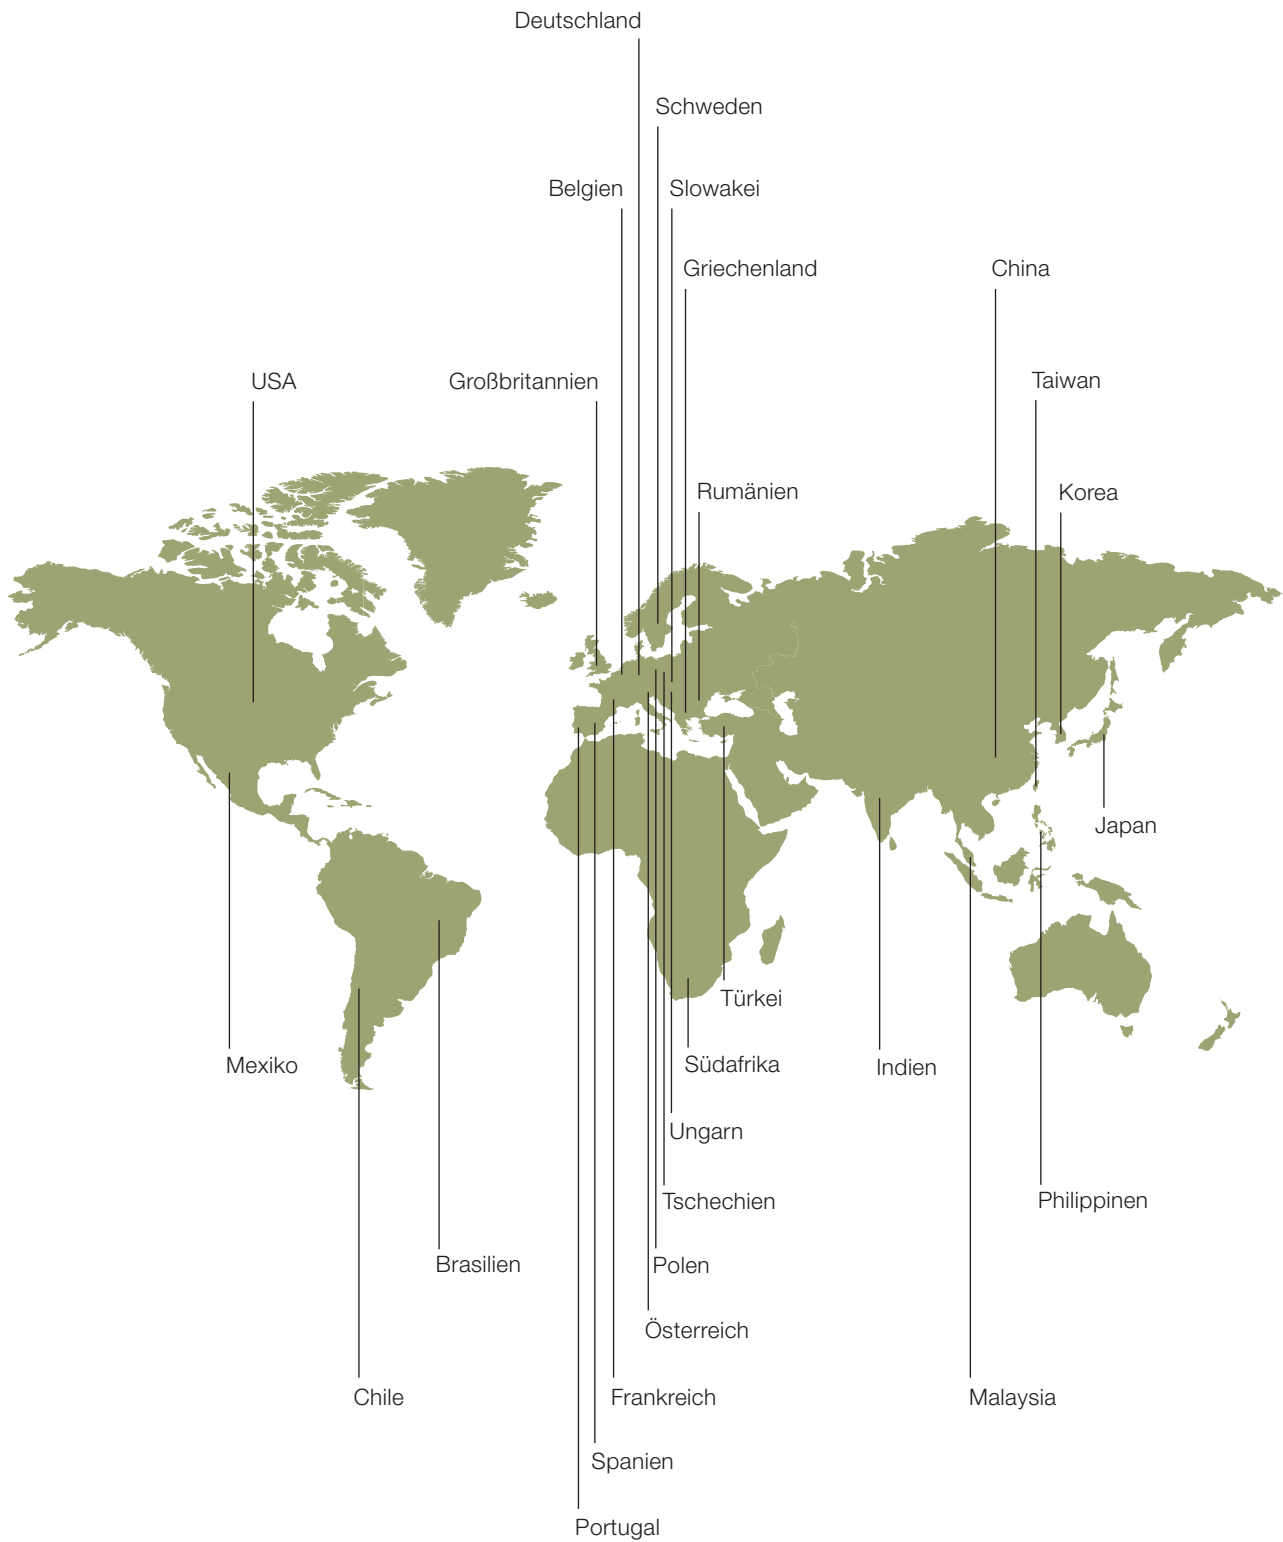 Deutschland
Schweden
Belgien
Slowakei
Griechenland
China
USA
Großbritannien
Taiwan
Rumänien
Korea
Japan
Türkei
Mexiko
Südafrika
Indien
Ungarn
Tschechien
Philippinen
Brasilien
Polen
Österreich
Chile
Frankreich
Malaysia
Spanien
Portugal